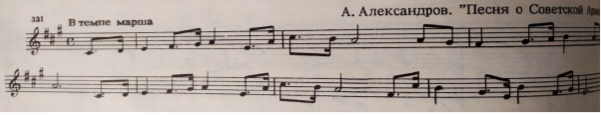 А. Александров. "Песня о Советской
331 В темпе марша